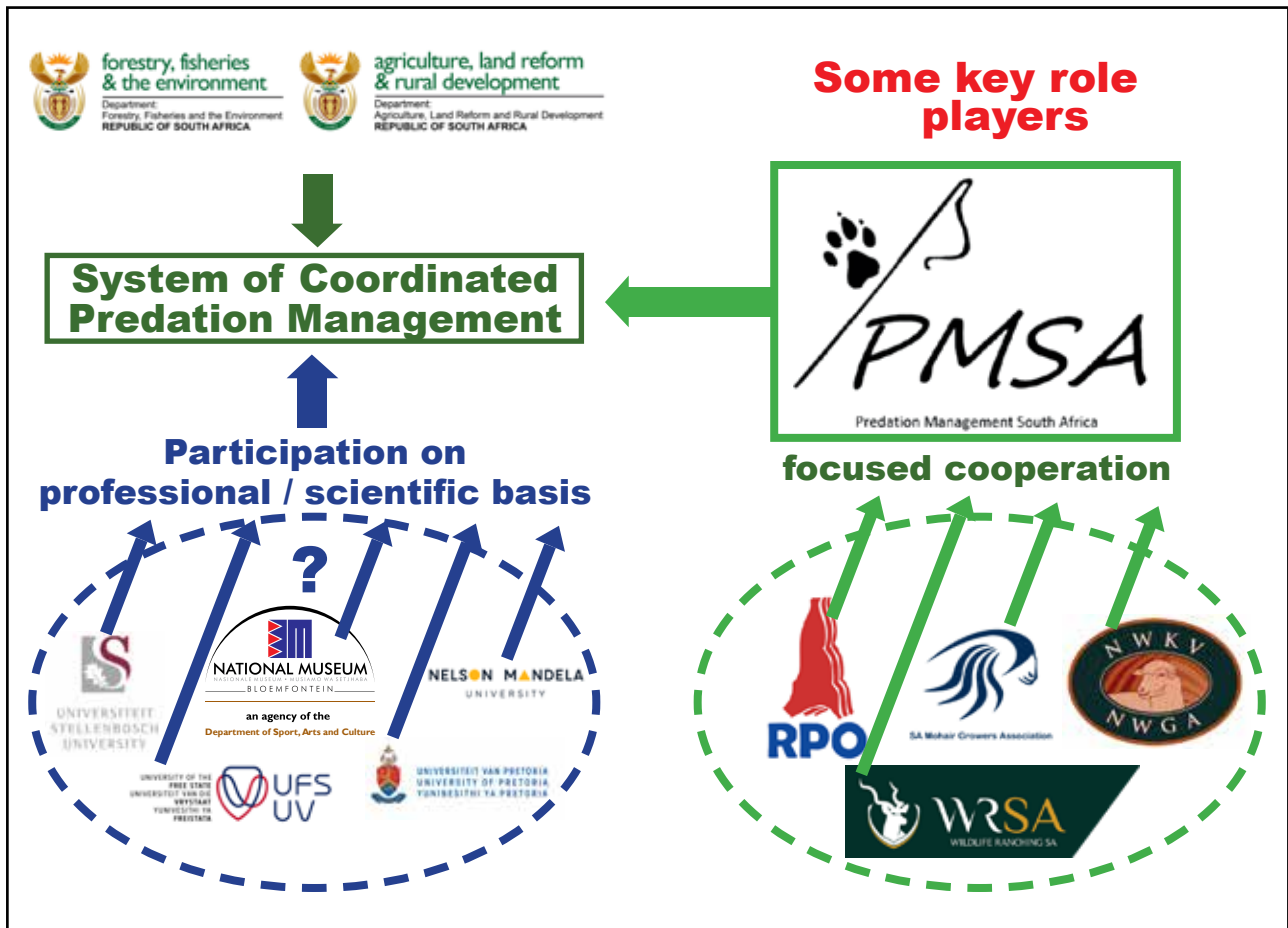 forestry, fisheries
& the environment
Department:
Forestry, Fisheries and the Environment
REPUBLIC OF SOUTH AFRICA
agriculture, land reform
& rural development
Department:
Agriculture, Land Reform and Rural Development
REPUBLIC OF SOUTH AFRICA
Some key role
players
PMSA
Predation Management South Africa
System of Coordinated
Predation Management
Participation on
professional / scientific basis
focused cooperation
?
UNIVERSITEIT
STELLENBOSCH
UNIVERSITY
NATIONAL MUSEUM
NASIONALE MUSEUM • MUSIAMO WA SETJHABA
BLOEMFONTEIN
an agency of the
Department of Sport, Arts and Culture
NELSON MANDELA
UNIVERSITY
UNIVERSITY OF THE
FREE STATE
UNIVERSITEIT VAN DIE
VRYSTAAT
YUNIVESITHI YA
FREISTATA
UFS
UV
UNIVERSITEIT VAN PRETORIA
UNIVERSITY OF PRETORIA
YUNIBESITHI YA PRETORIA
RPO
SA Mohair Growers Association
NWKV
NWGA
WRSA
WILDLIFE RANCHING SA